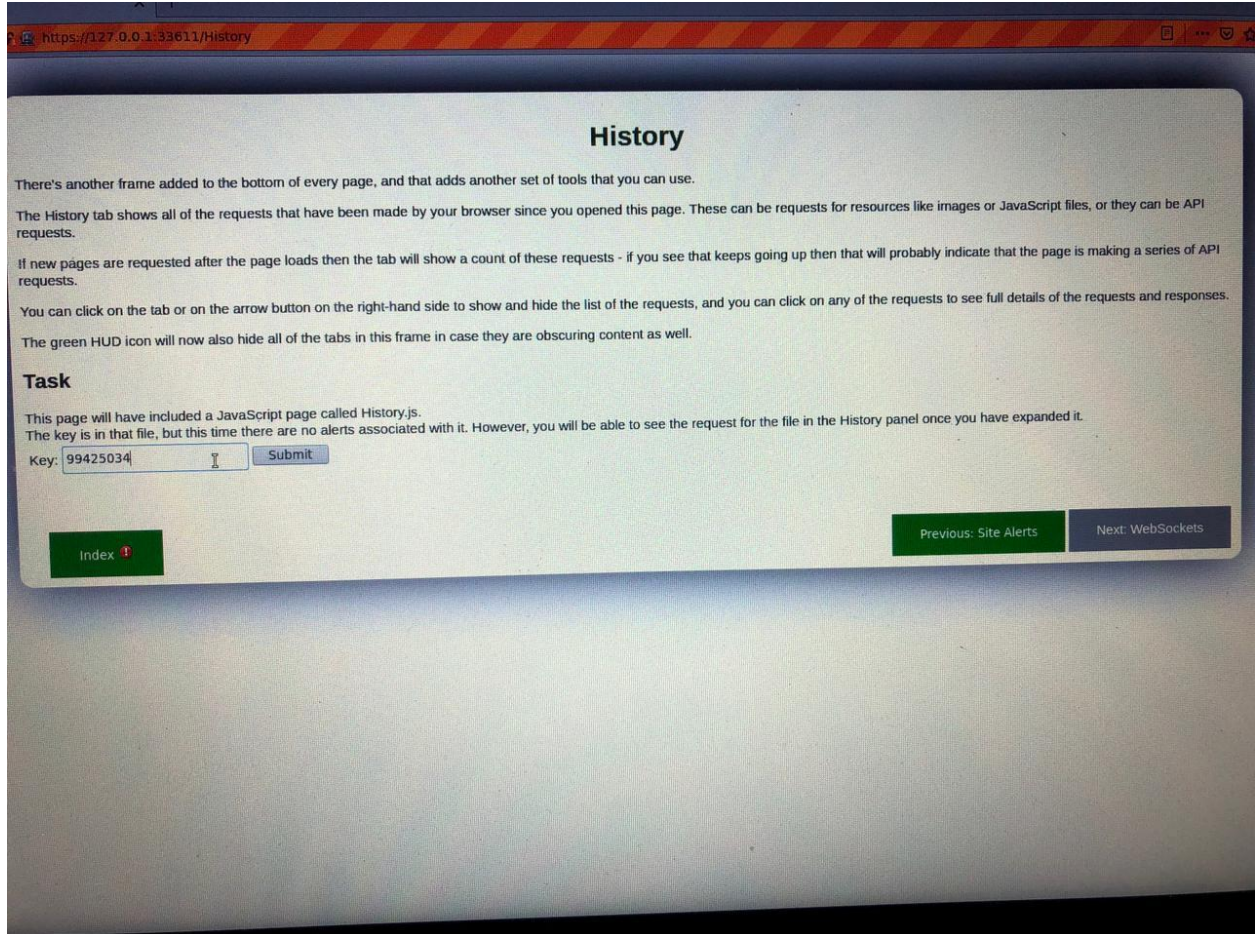 https://127.0.0.1:33611/History
History
There's another frame added to the bottom of every page, and that adds another set of tools that you can use.
The History tab shows all of the requests that have been made by your browser since you opened this page. These can be requests for resources like images or JavaScript files, or they can be API
requests.
If new pages are requested after the page loads then the tab will show a count of these requests - if you see that keeps going up then that will probably indicate that the page is making a series of API
requests.
You can click on the tab or on the arrow button on the right-hand side to show and hide the list of the requests, and you can click on any of the requests to see full details of the requests and responses.
The green HUD icon will now also hide all of the tabs in this frame in case they are obscuring content as well.
Task
This page will have included a JavaScript page called History.js.
The key is in that file, but this time there are no alerts associated with it. However, you will be able to see the request for the file in the History panel once you have expanded it.
Key: 99425034 Submit
Index Previous: Site Alerts Next: WebSockets